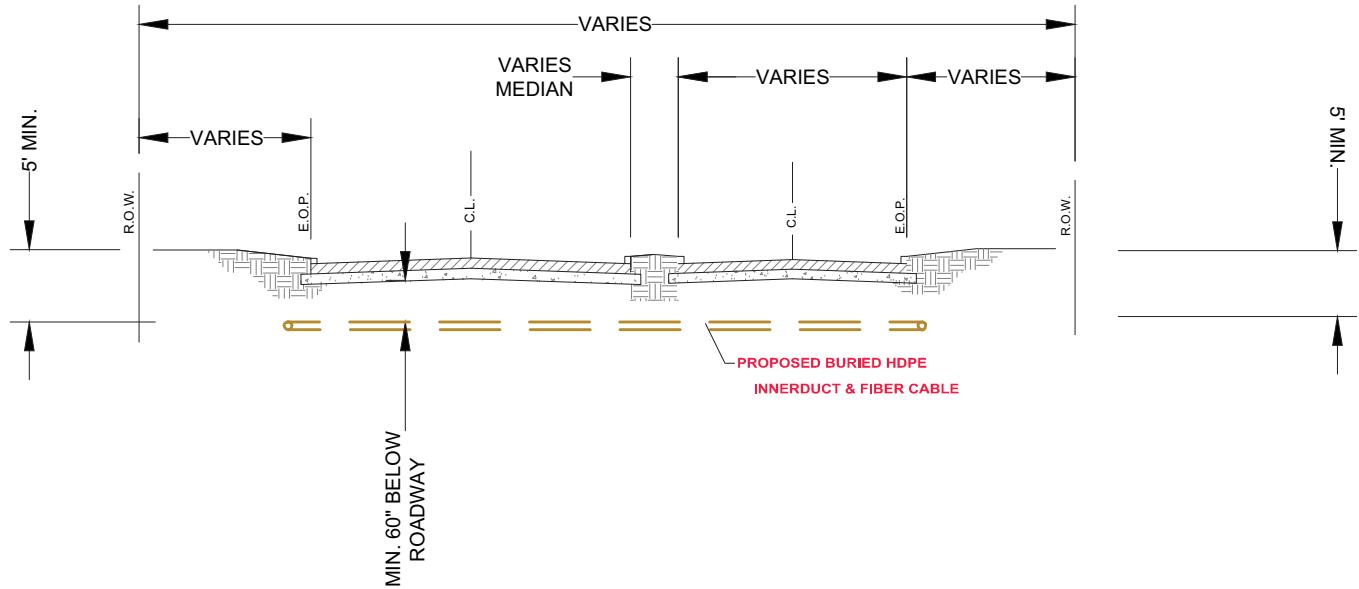 VARIES
VARIES
MEDIAN
VARIES
VARIES
VARIES
5' MIN.
5' MIN.
R.O.W.
E.O.P.
C.L.
C.L.
E.O.P.
R.O.W.
PROPOSED BURIED HDPE
INNERDUCT & FIBER CABLE
MIN. 60" BELOW
ROADWAY